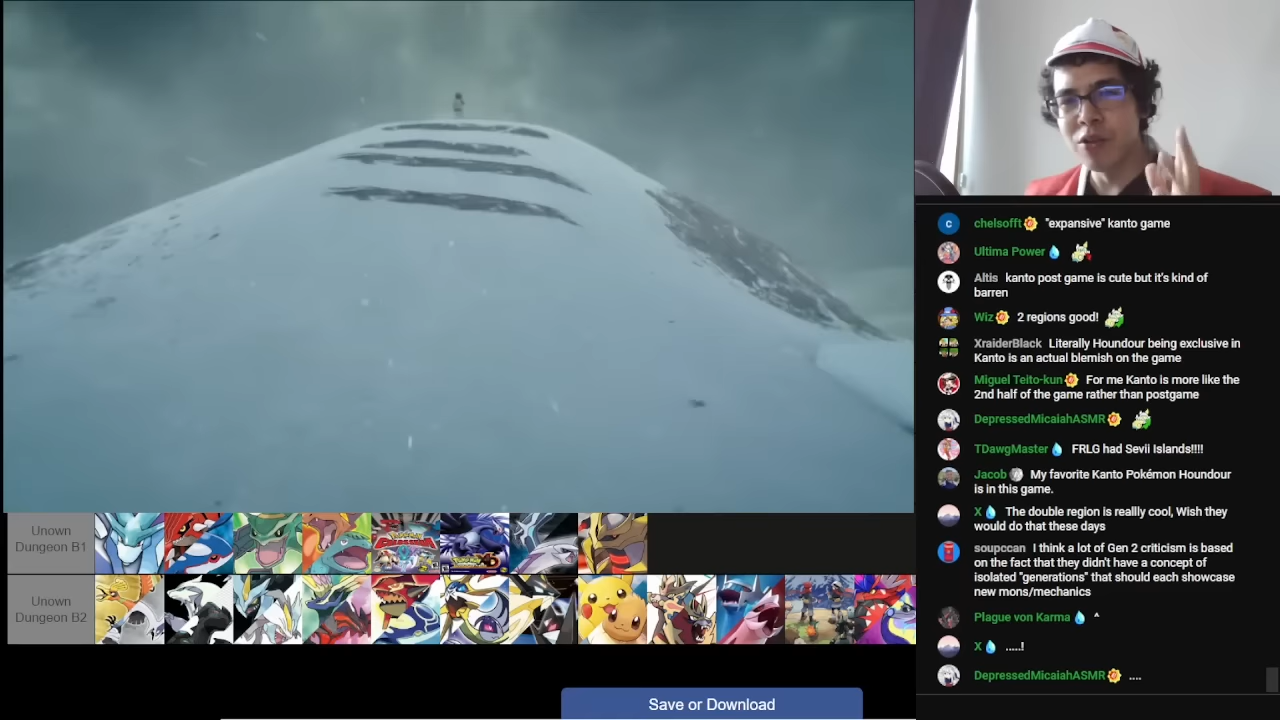 c chelsofft "expansive" kanto game
Ultima Power
Altis kanto post game is cute but it's kind of
barren
Wiz 2 regions good!
XraiderBlack Literally Houndour being exclusive in
Kanto is an actual blemish on the game
Miguel Teito-kun For me Kanto is more like the
2nd half of the game rather than postgame
DepressedMicaiahASMR
TDawgMaster FRLG had Sevii Islands!!!!
Jacob My favorite Kanto Pokémon Houndour
is in this game.
X The double region is reallly cool, Wish they
would do that these days
soupccan I think a lot of Gen 2 criticism is based
on the fact that they didn't have a concept of
isolated "generations" that should each showcase
new mons/mechanics
Plague von Karma ^
X .....!
DepressedMicaiahASMR ....
Unown
Dungeon B1
Unown
Dungeon B2
Save or Download